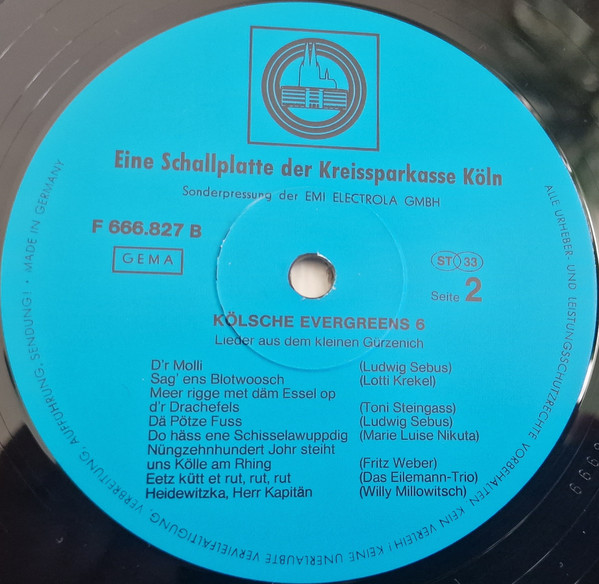 Eine Schallplatte der Kreissparkasse Köln
Sonderpressung der EMI ELECTROLA GMBH
F 666.827 B
GEMA
ST 33
Seite 2
KÖLSCHE EVERGREENS 6
Lieder aus dem kleinen Gürzenich
D'r Molli (Ludwig Sebus)
Sag' ens Blotwoosch (Lotti Krekel)
Meer rigge met däm Essel op
d'r Drachefels (Toni Steingass)
Dä Pötze Fuss (Ludwig Sebus)
Do häss ene Schisselawuppdig (Marie Luise Nikuta)
Nüngzehnhundert Johr steiht
uns Kölle am Rhing (Fritz Weber)
Eetz kütt et rut, rut, rut (Das Eilemann-Trio)
Heidewitzka, Herr Kapitän (Willy Millowitsch)
ALLE URHEBER- UND LEISTUNGSSCHUTZRECHTE VORBEHALTEN. KEIN VERLEIH! KEINE UNERLAUBTE VERVIELFÄLTIGUNG, VERBREITUNG, AUFFÜHRUNG, SENDUNG! • MADE IN GERMANY